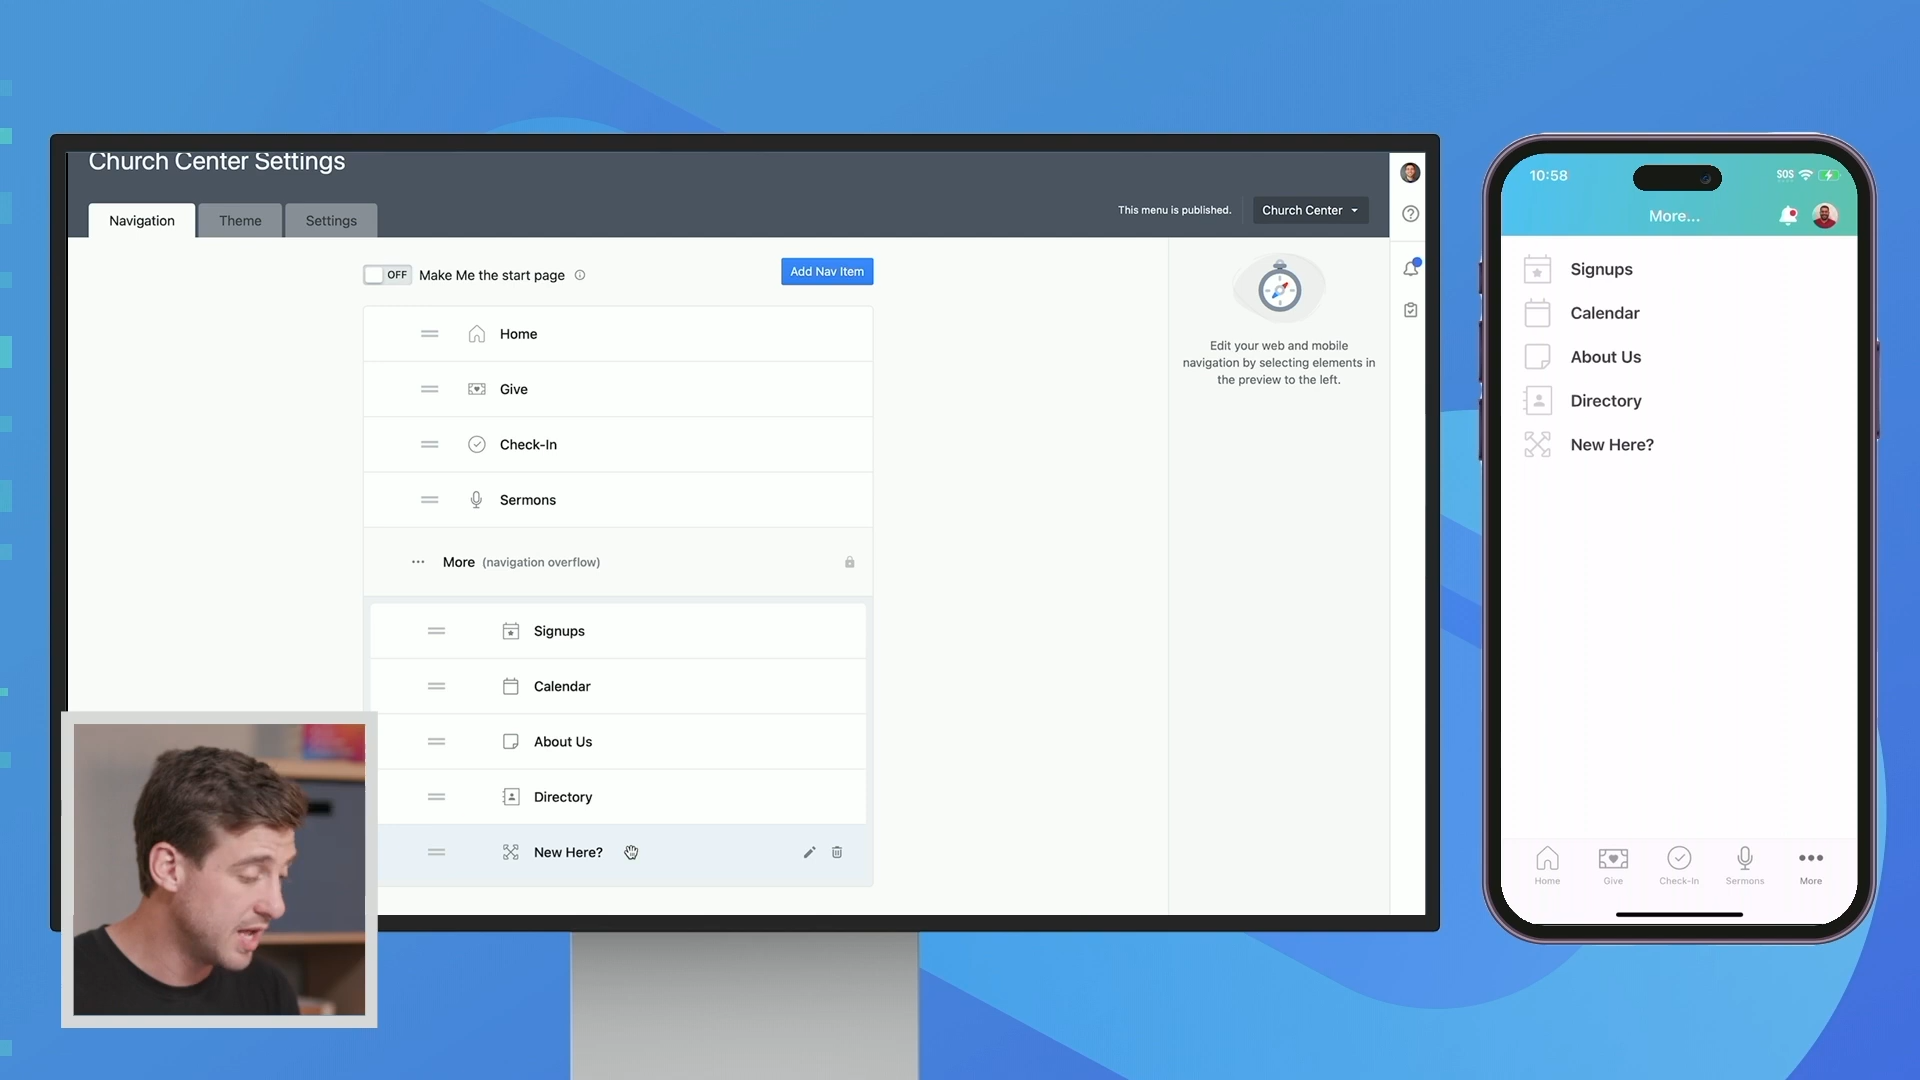 Church Center Settings
Navigation
Theme
Settings
This menu is published.
Church Center
OFF
Make Me the start page
Add Nav Item
Home
Give
Check-In
Sermons
More (navigation overflow)
Signups
Calendar
About Us
Directory
New Here?
Edit your web and mobile
navigation by selecting elements in
the preview to the left.
10:58
SOS
More...
Signups
Calendar
About Us
Directory
New Here?
Home
Give
Check-In
Sermons
More